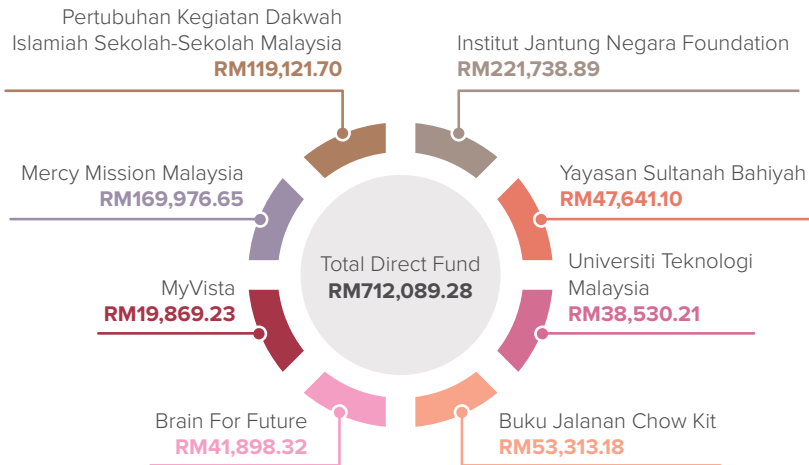 Pertubuhan Kegiatan Dakwah
Islamiah Sekolah-Sekolah Malaysia
RM119,121.70
Institut Jantung Negara Foundation
RM221,738.89
Mercy Mission Malaysia
RM169,976.65
Yayasan Sultanah Bahiyah
RM47,641.10
Total Direct Fund
RM712,089.28
MyVista
RM19,869.23
Universiti Teknologi
Malaysia
RM38,530.21
Brain For Future
RM41,898.32
Buku Jalanan Chow Kit
RM53,313.18